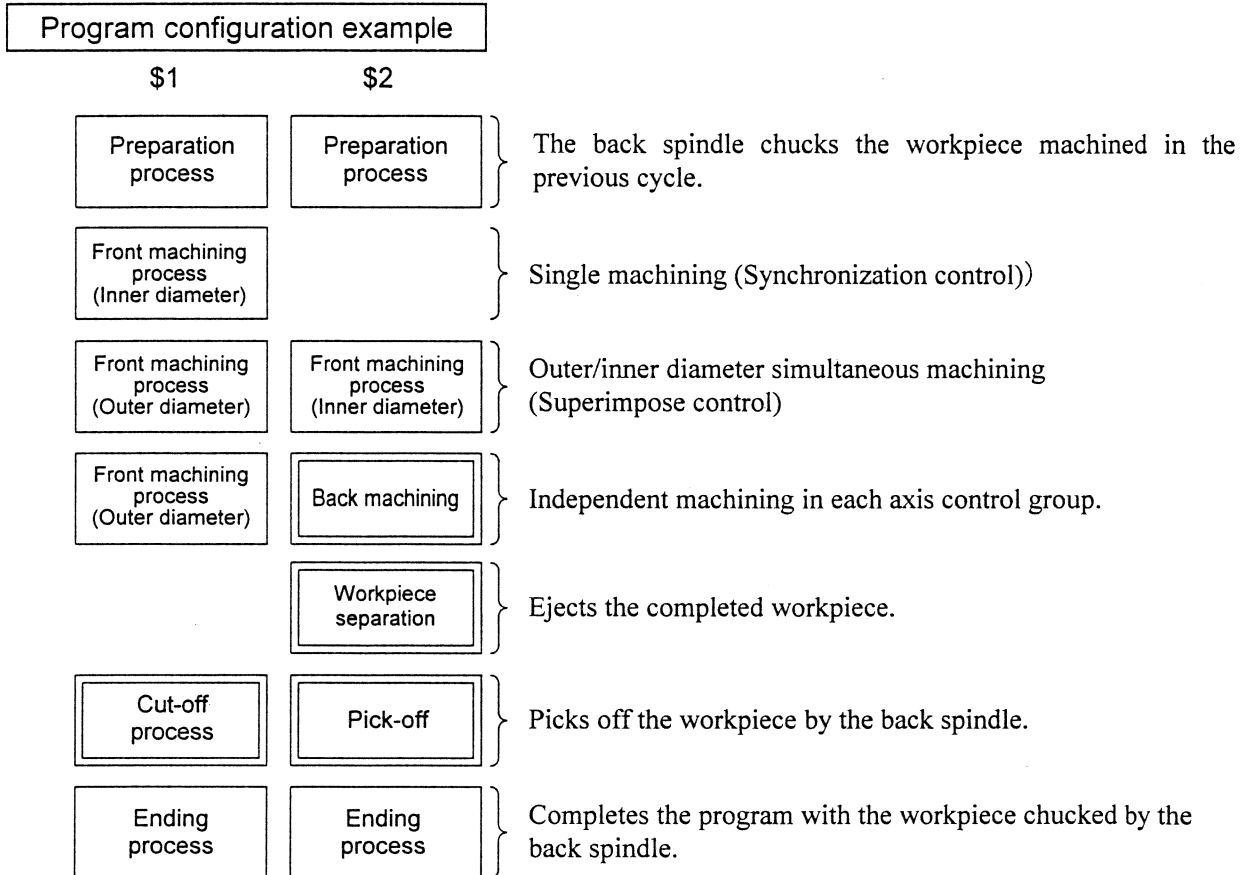 Program configuration example
$1
$2
Preparation
process
Preparation
process
The back spindle chucks the workpiece machined in the
previous cycle.
Front machining
process
(Inner diameter)
Single machining (Synchronization control))
Front machining
process
(Outer diameter)
Front machining
process
(Inner diameter)
Outer/inner diameter simultaneous machining
(Superimpose control)
Front machining
process
(Outer diameter)
Back machining
Independent machining in each axis control group.
Workpiece
separation
Ejects the completed workpiece.
Cut-off
process
Pick-off
Picks off the workpiece by the back spindle.
Ending
process
Ending
process
Completes the program with the workpiece chucked by the
back spindle.